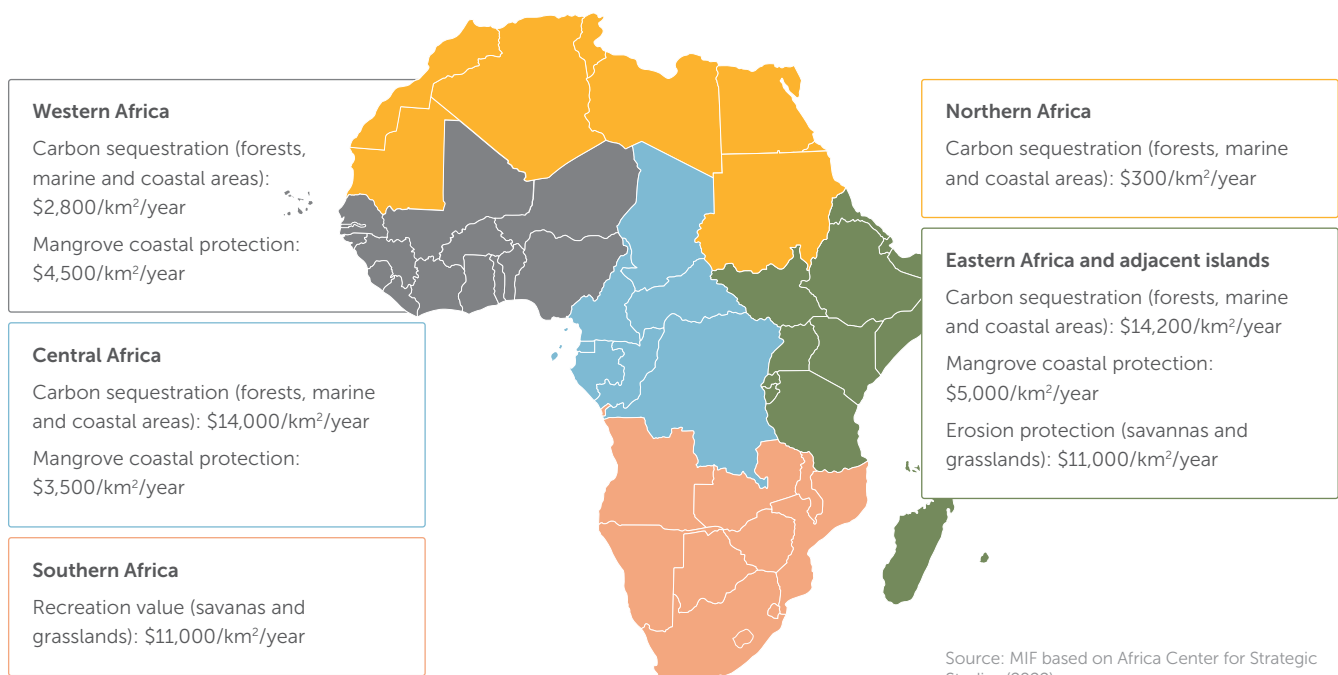 Western Africa
Carbon sequestration (forests,
marine and coastal areas):
$2,800/km²/year
Mangrove coastal protection:
$4,500/km²/year
Central Africa
Carbon sequestration (forests, marine
and coastal areas): $14,000/km²/year
Mangrove coastal protection:
$3,500/km²/year
Southern Africa
Recreation value (savanas and
grasslands): $11,000/km²/year
Northern Africa
Carbon sequestration (forests, marine
and coastal areas): $300/km²/year
Eastern Africa and adjacent islands
Carbon sequestration (forests, marine
and coastal areas): $14,200/km²/year
Mangrove coastal protection:
$5,000/km²/year
Erosion protection (savannas and
grasslands): $11,000/km²/year
Source: MIF based on Africa Center for Strategic